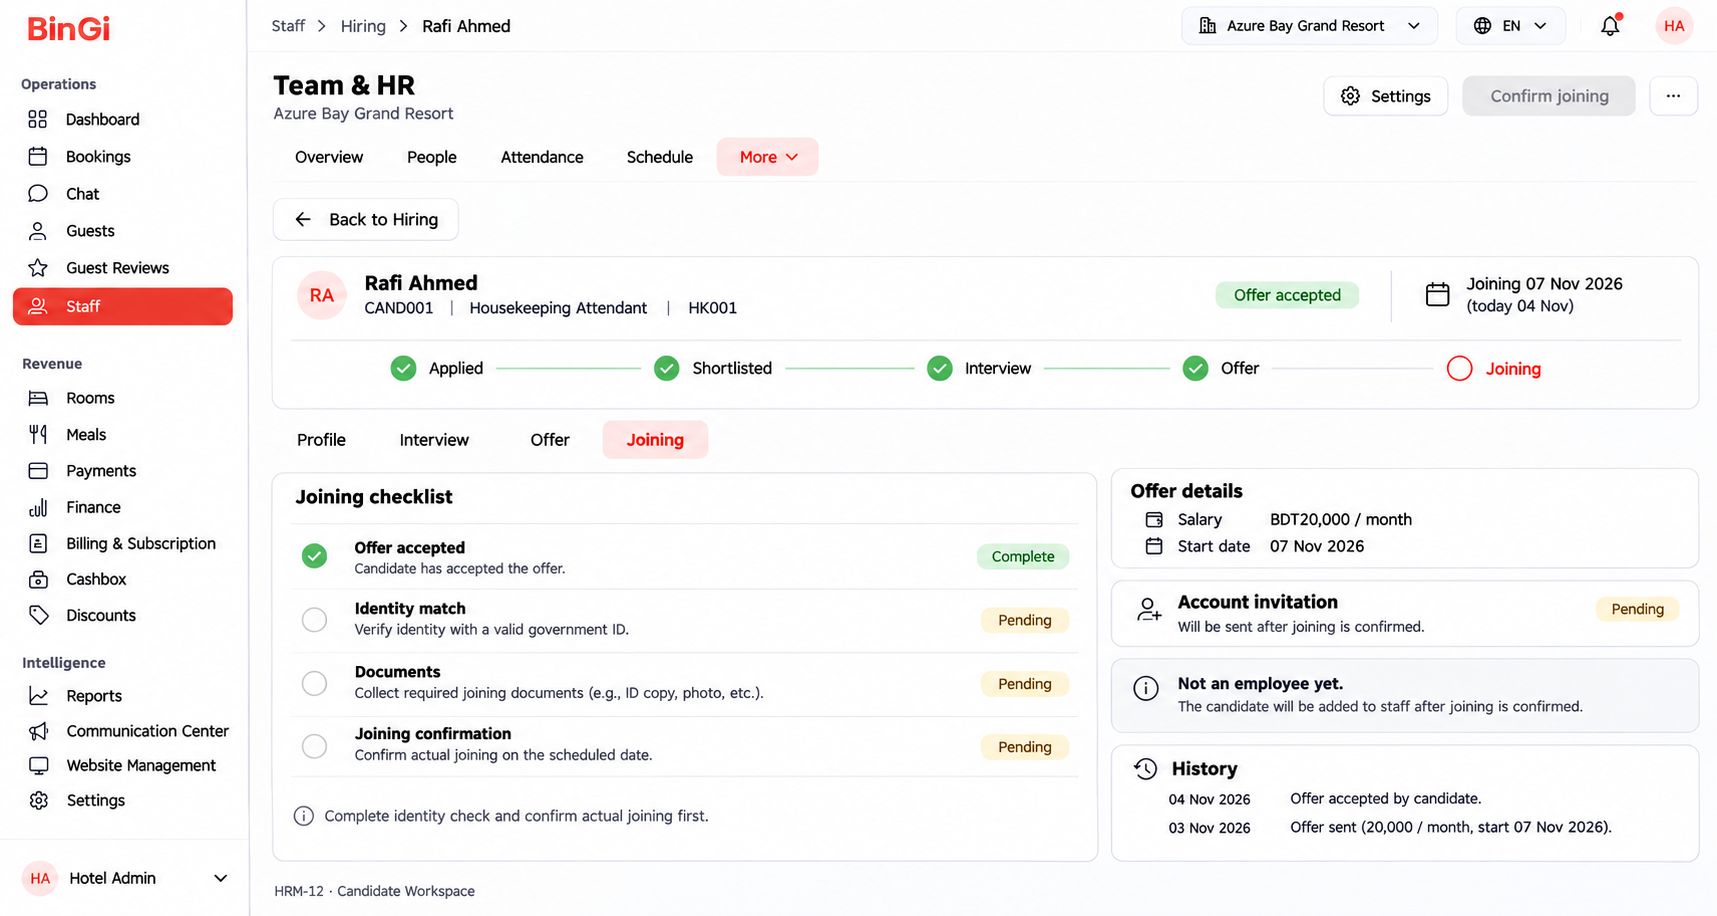 BinGi
Operations
Dashboard
Bookings
Chat
Guests
Guest Reviews
Staff
Revenue
Rooms
Meals
Payments
Finance
Billing & Subscription
Cashbox
Discounts
Intelligence
Reports
Communication Center
Website Management
Settings
HA Hotel Admin
Staff > Hiring > Rafi Ahmed
Azure Bay Grand Resort
EN
HA
Team & HR
Azure Bay Grand Resort
Settings
Confirm joining
...
Overview People Attendance Schedule More
Back to Hiring
RA
Rafi Ahmed
CAND001 | Housekeeping Attendant | HK001
Offer accepted
Joining 07 Nov 2026
(today 04 Nov)
Applied Shortlisted Interview Offer Joining
Profile Interview Offer Joining
Joining checklist
Offer accepted
Candidate has accepted the offer.
Complete
Identity match
Verify identity with a valid government ID.
Pending
Documents
Collect required joining documents (e.g., ID copy, photo, etc.).
Pending
Joining confirmation
Confirm actual joining on the scheduled date.
Pending
Complete identity check and confirm actual joining first.
Offer details
Salary BDT20,000 / month
Start date 07 Nov 2026
Account invitation
Will be sent after joining is confirmed.
Pending
Not an employee yet.
The candidate will be added to staff after joining is confirmed.
History
04 Nov 2026 Offer accepted by candidate.
03 Nov 2026 Offer sent (20,000 / month, start 07 Nov 2026).
HRM-12 · Candidate Workspace